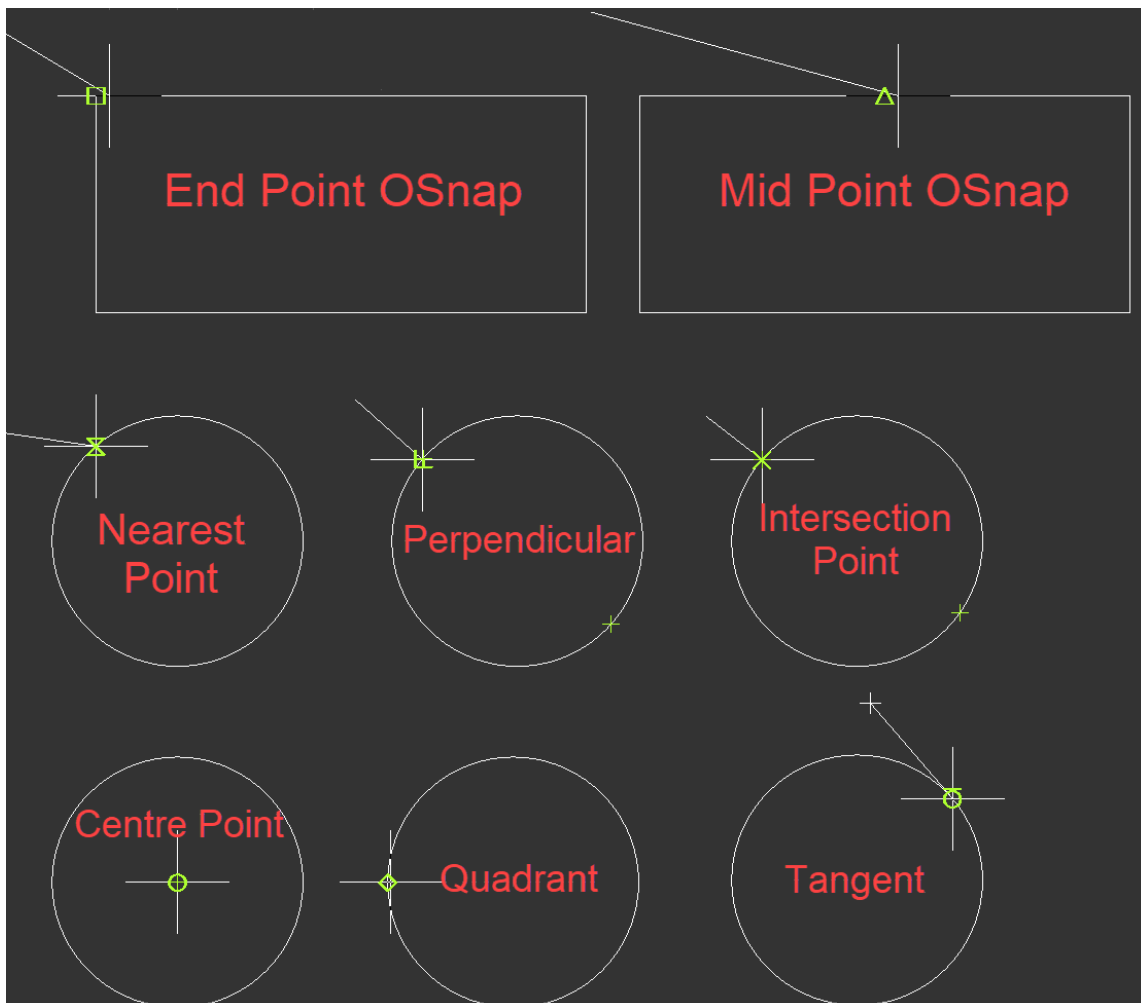 End Point OSnap
Mid Point OSnap
Nearest
Point
Perpendicular
Intersection
Point
Centre Point
Quadrant
Tangent